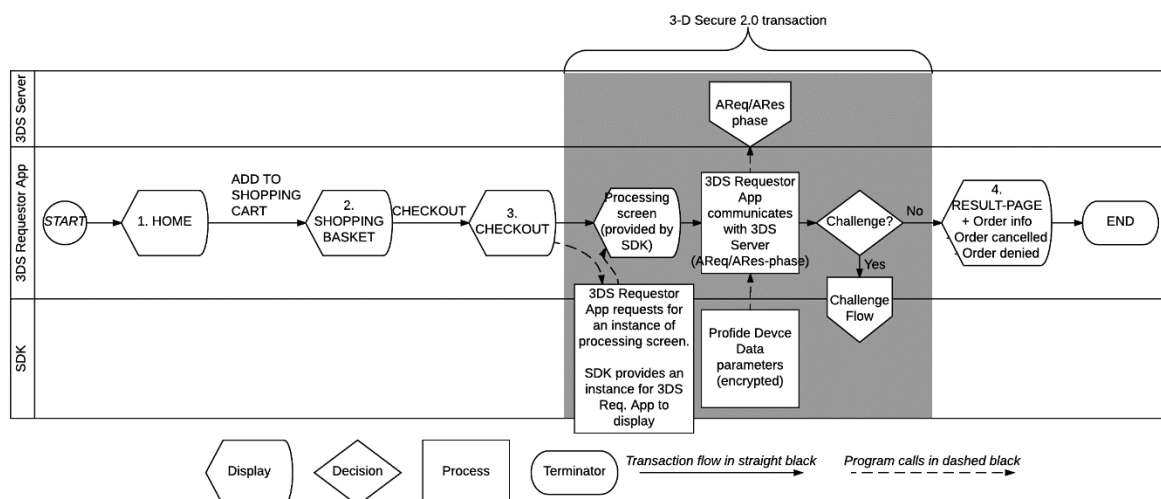 3-D Secure 2.0 transaction
3DS Server
AReq/ARes
phase
3DS Requestor App
START
1. HOME
ADD TO
SHOPPING
CART
2.
SHOPPING
BASKET
CHECKOUT
3.
CHECKOUT
Processing
screen
(provided by
SDK)
3DS Requestor
App
communicates
with 3DS
Server
(AReq/ARes-phase)
Challenge?
No
Yes
4.
RESULT-PAGE
+ Order info
- Order cancelled
- Order denied
END
SDK
3DS Requestor
App requests for
an instance of
processing screen.
SDK provides an
instance for 3DS
Req. App to
display
Profide Devce
Data
parameters
(encrypted)
Challenge
Flow
Display
Decision
Process
Terminator
Transaction flow in straight black
Program calls in dashed black